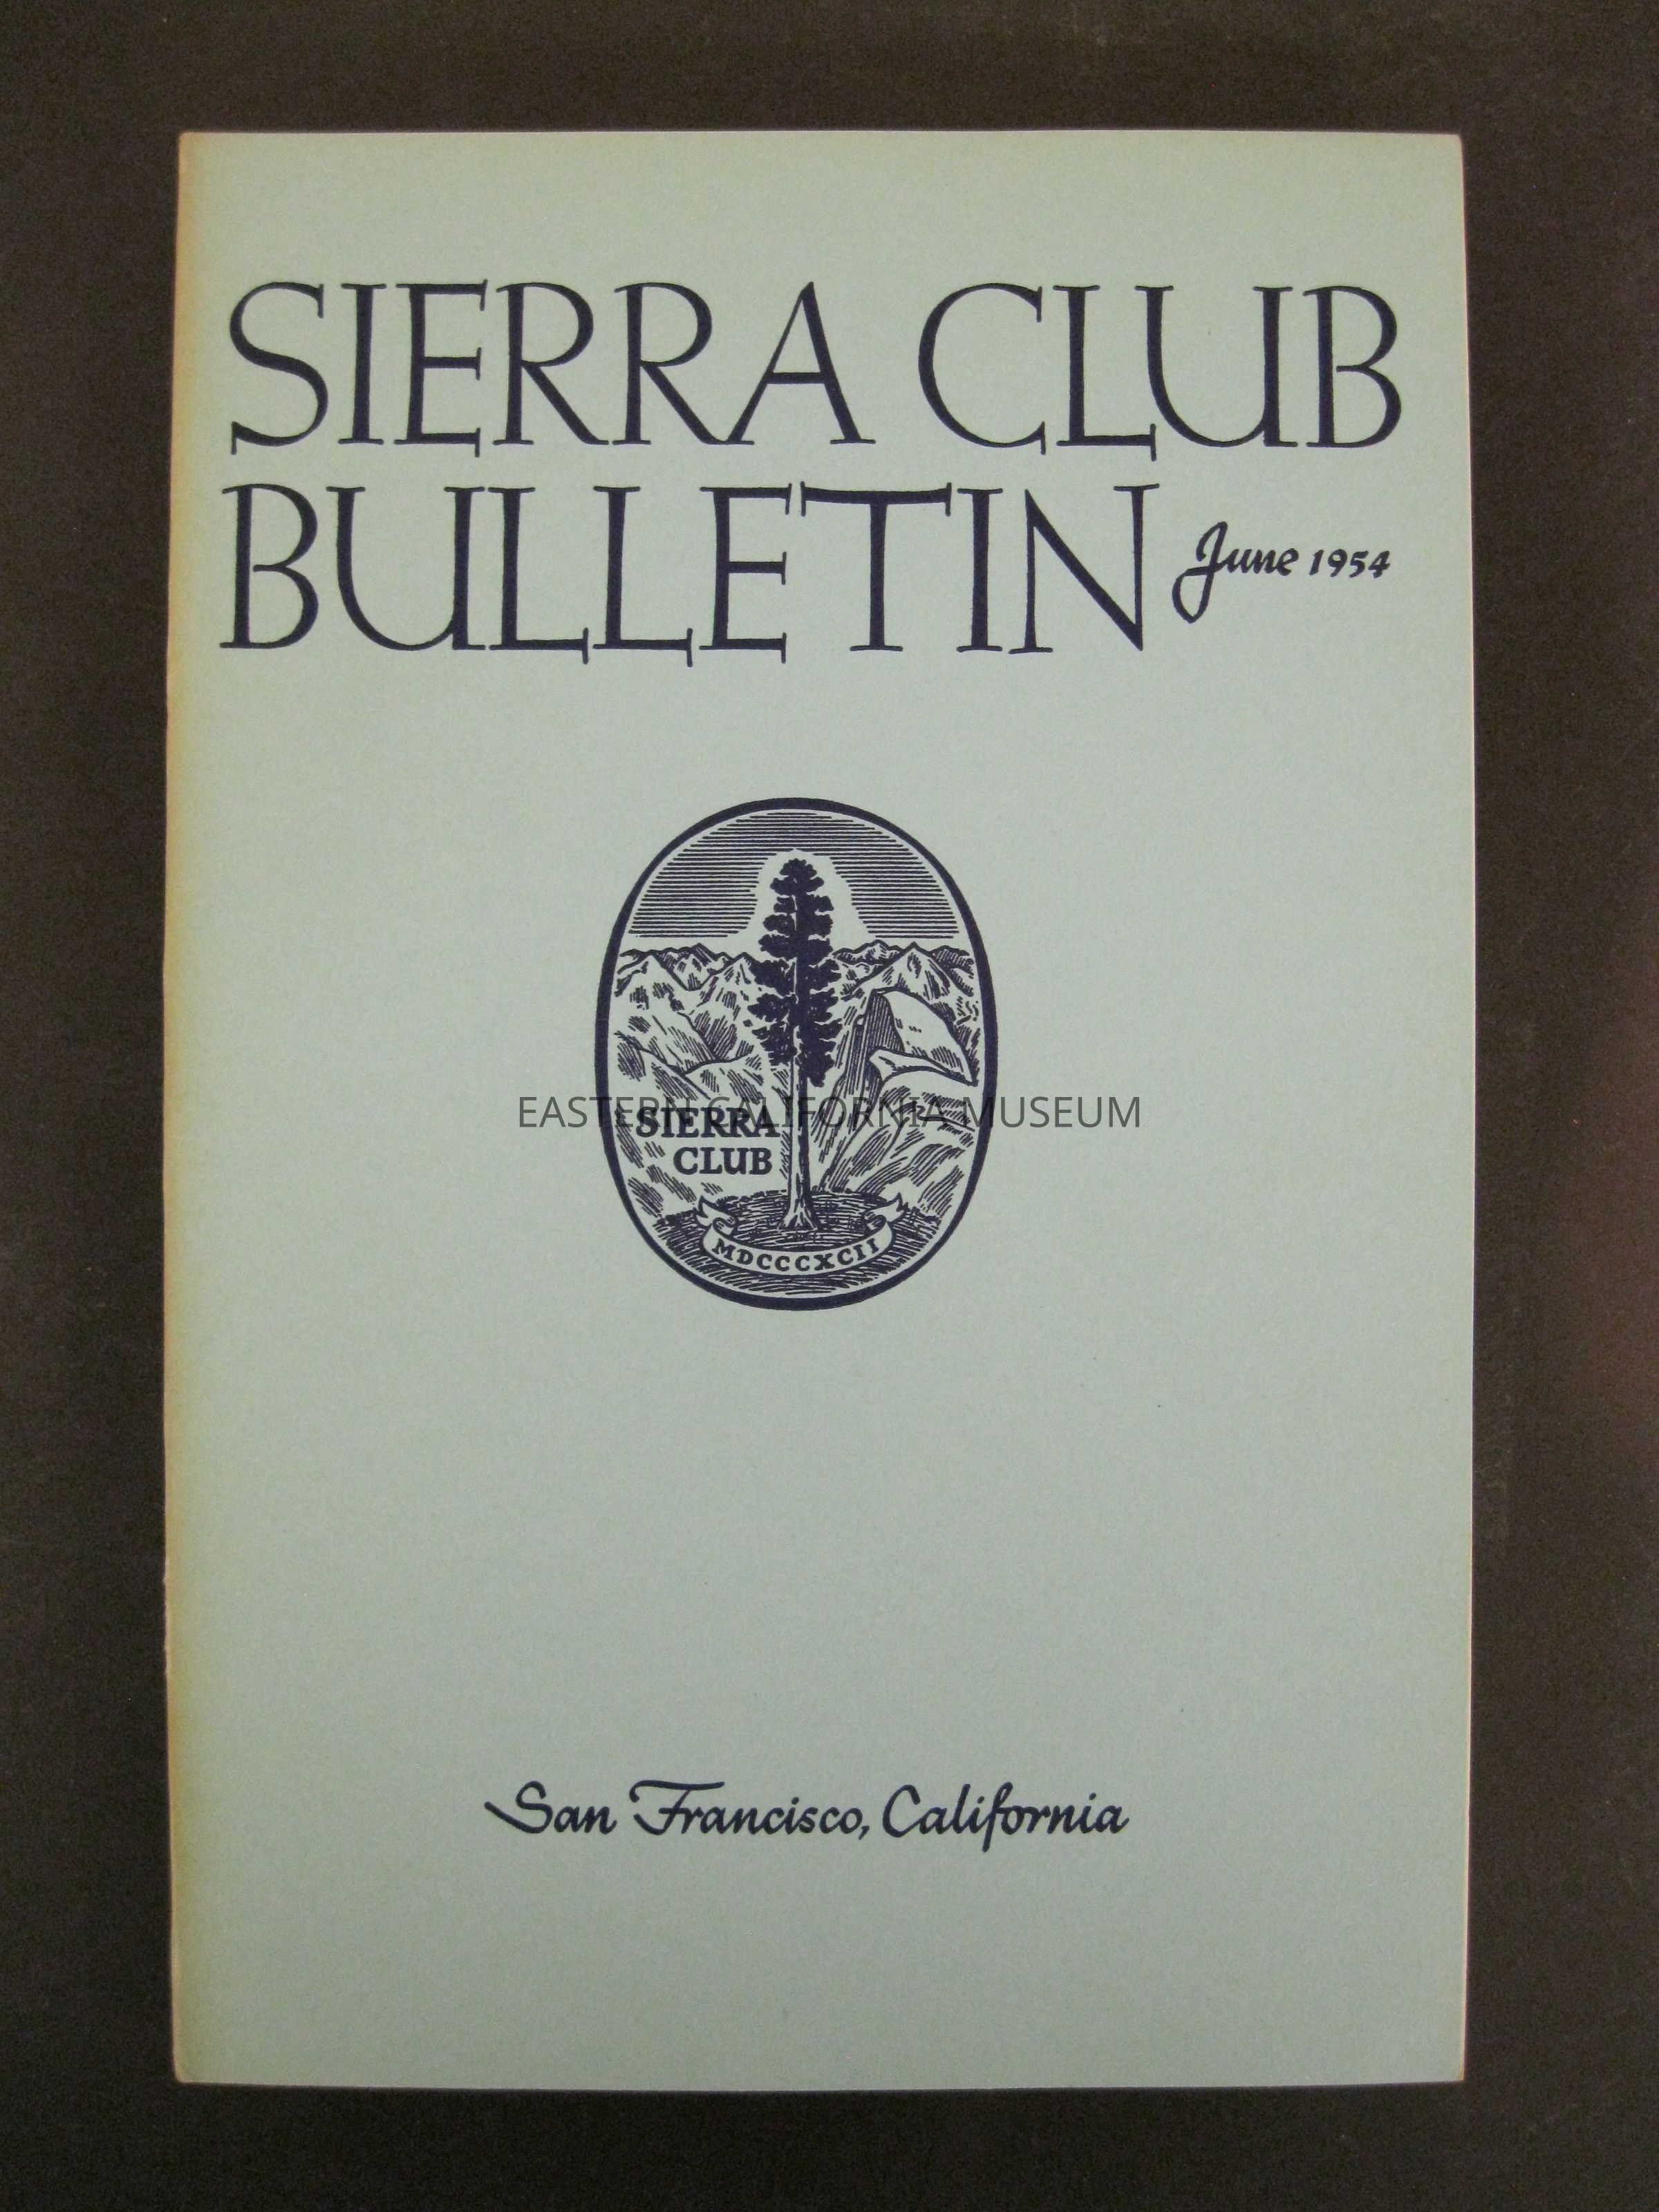 SIERRA CLUB
BULLETIN June 1954
EASTERN CALIFORNIA MUSEUM
SIERRA
CLUB
MDCCCXCII
San Francisco, California